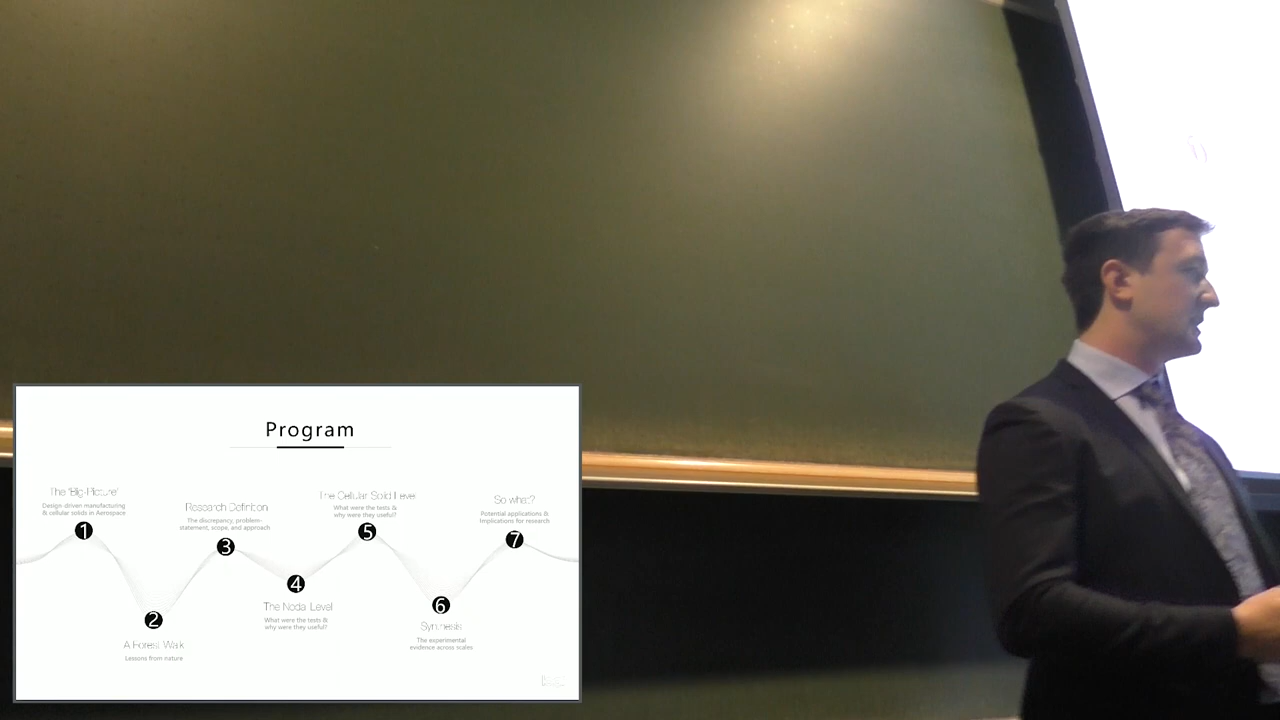 Program
The 'Big-Picture'
Design driven manufacturing
& cellular solids in Aerospace
1
2
A Forest Walk
Lessons from nature
Research Definition
The discrepancy, problem-
statement, scope, and approach
3
4
The Nodal Level
What were the tests &
why were they useful?
The Cellular Solid Level
What were the tests &
why were they useful?
5
6
Synthesis
The experimental
evidence across scales
So what?
Potential applications &
Implications for research
7